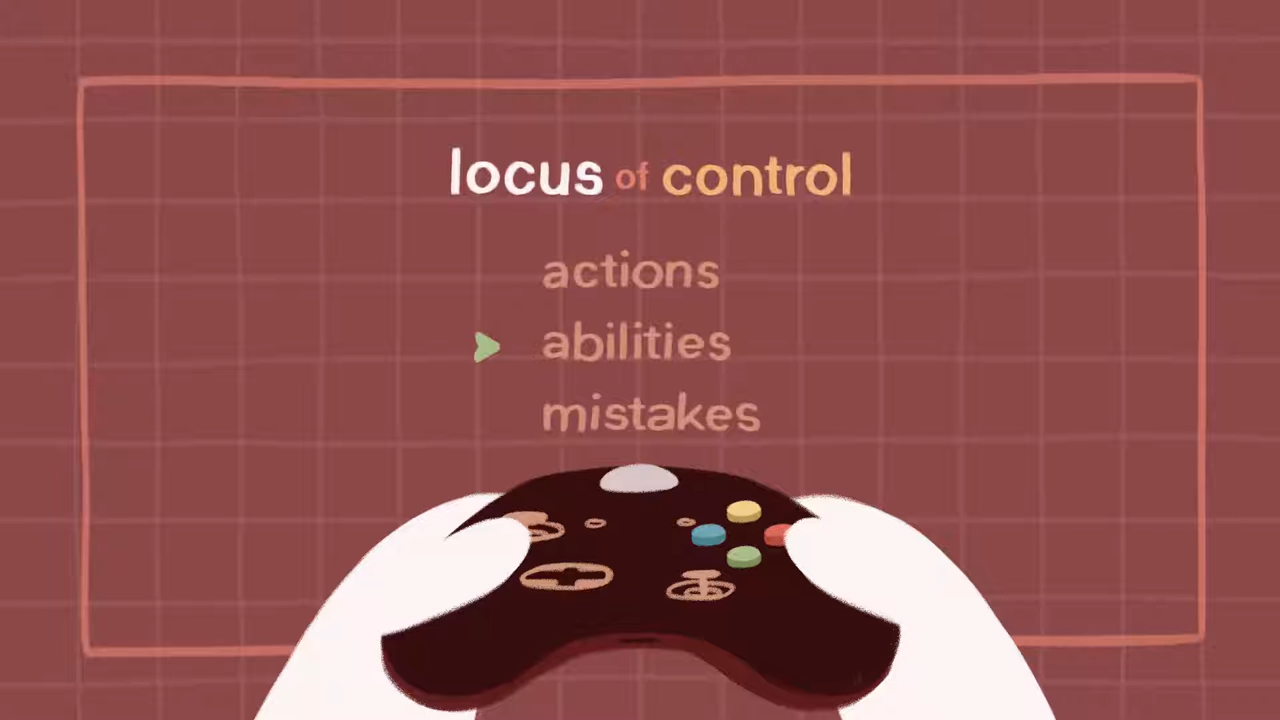 locus of control
actions
abilities
mistakes